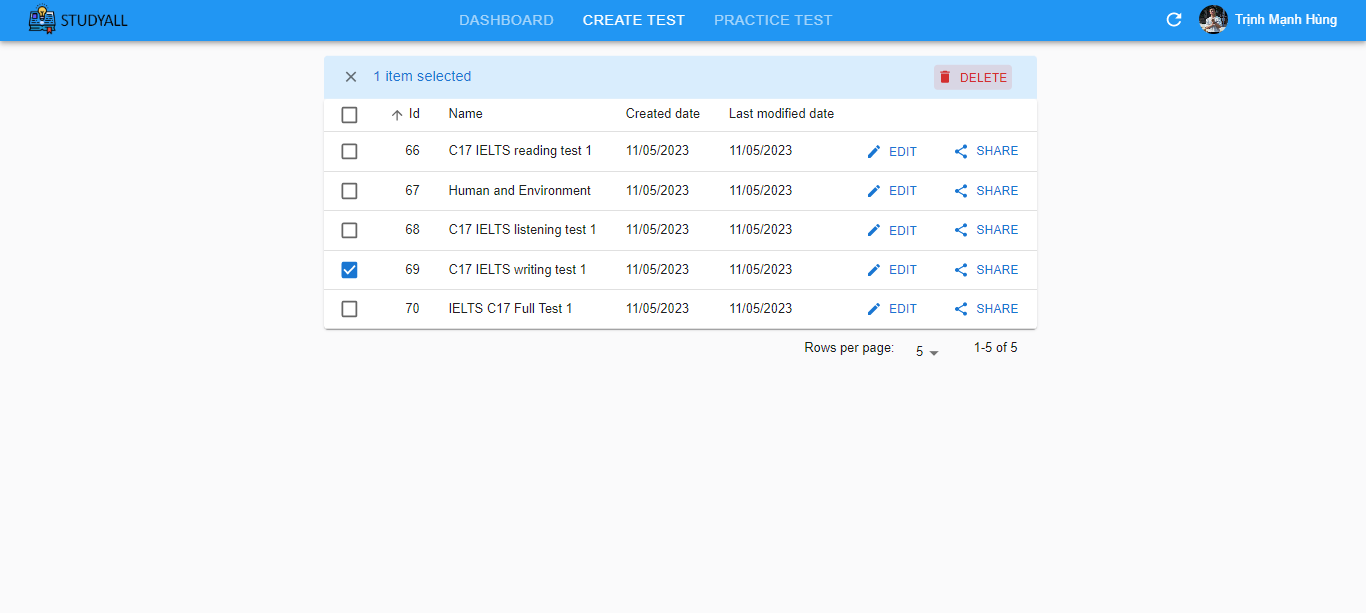 STUDYALL DASHBOARD CREATE TEST PRACTICE TEST Trịnh Mạnh Hùng
1 item selected DELETE
Id Name Created date Last modified date
66 C17 IELTS reading test 1 11/05/2023 11/05/2023 EDIT SHARE
67 Human and Environment 11/05/2023 11/05/2023 EDIT SHARE
68 C17 IELTS listening test 1 11/05/2023 11/05/2023 EDIT SHARE
69 C17 IELTS writing test 1 11/05/2023 11/05/2023 EDIT SHARE
70 IELTS C17 Full Test 1 11/05/2023 11/05/2023 EDIT SHARE
Rows per page: 5 1-5 of 5